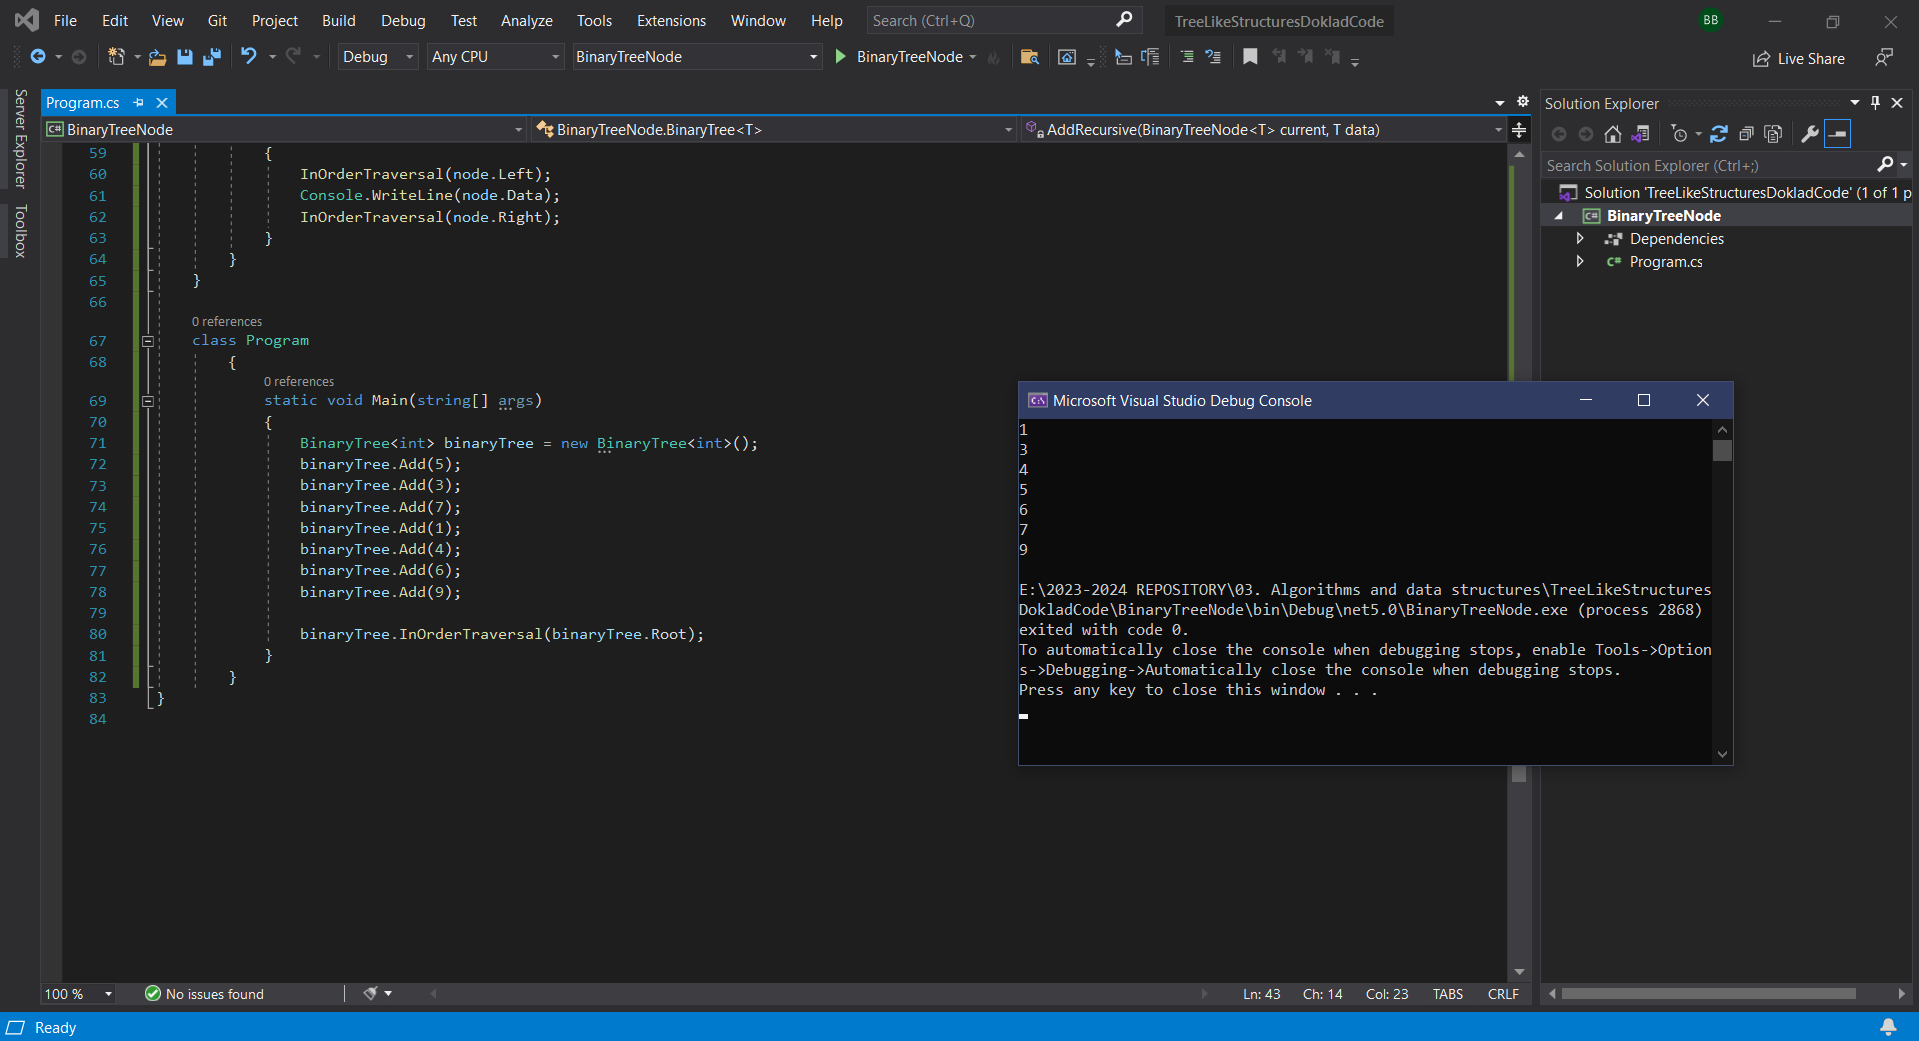 File Edit View Git Project Build Debug Test Analyze Tools Extensions Window Help Search (Ctrl+Q) TreeLikeStructuresDokladCode BB
Debug Any CPU BinaryTreeNode BinaryTreeNode Live Share
Server Explorer
Toolbox
Program.cs
C# BinaryTreeNode BinaryTreeNode.BinaryTree<T> AddRecursive(BinaryTreeNode<T> current, T data)
59 {
60 InOrderTraversal(node.Left);
61 Console.WriteLine(node.Data);
62 InOrderTraversal(node.Right);
63 }
64 }
65 }
66
0 references
67 class Program
68 {
0 references
69 static void Main(string[] args)
70 {
71 BinaryTree<int> binaryTree = new BinaryTree<int>();
72 binaryTree.Add(5);
73 binaryTree.Add(3);
74 binaryTree.Add(7);
75 binaryTree.Add(1);
76 binaryTree.Add(4);
77 binaryTree.Add(6);
78 binaryTree.Add(9);
79
80 binaryTree.InOrderTraversal(binaryTree.Root);
81 }
82 }
83 }
84
Microsoft Visual Studio Debug Console
1
3
4
5
6
7
9
E:\2023-2024 REPOSITORY\03. Algorithms and data structures\TreeLikeStructures
DokladCode\BinaryTreeNode\bin\Debug\net5.0\BinaryTreeNode.exe (process 2868)
exited with code 0.
To automatically close the console when debugging stops, enable Tools->Option
s->Debugging->Automatically close the console when debugging stops.
Press any key to close this window . . .
Solution Explorer
Search Solution Explorer (Ctrl+;)
Solution 'TreeLikeStructuresDokladCode' (1 of 1 p
C# BinaryTreeNode
Dependencies
C# Program.cs
100 % No issues found Ln: 43 Ch: 14 Col: 23 TABS CRLF
Ready